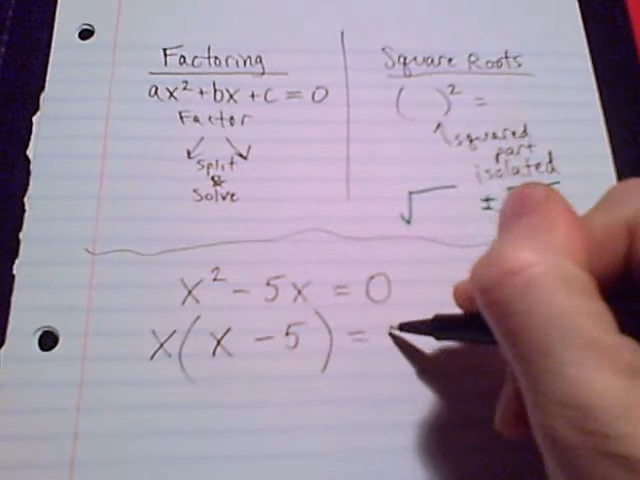 Factoring
ax² + bx + c = 0
Factor
split
&
Solve
Square Roots
( )² =
squared
part
isolated
√
±
x² - 5x = 0
x(x - 5) =